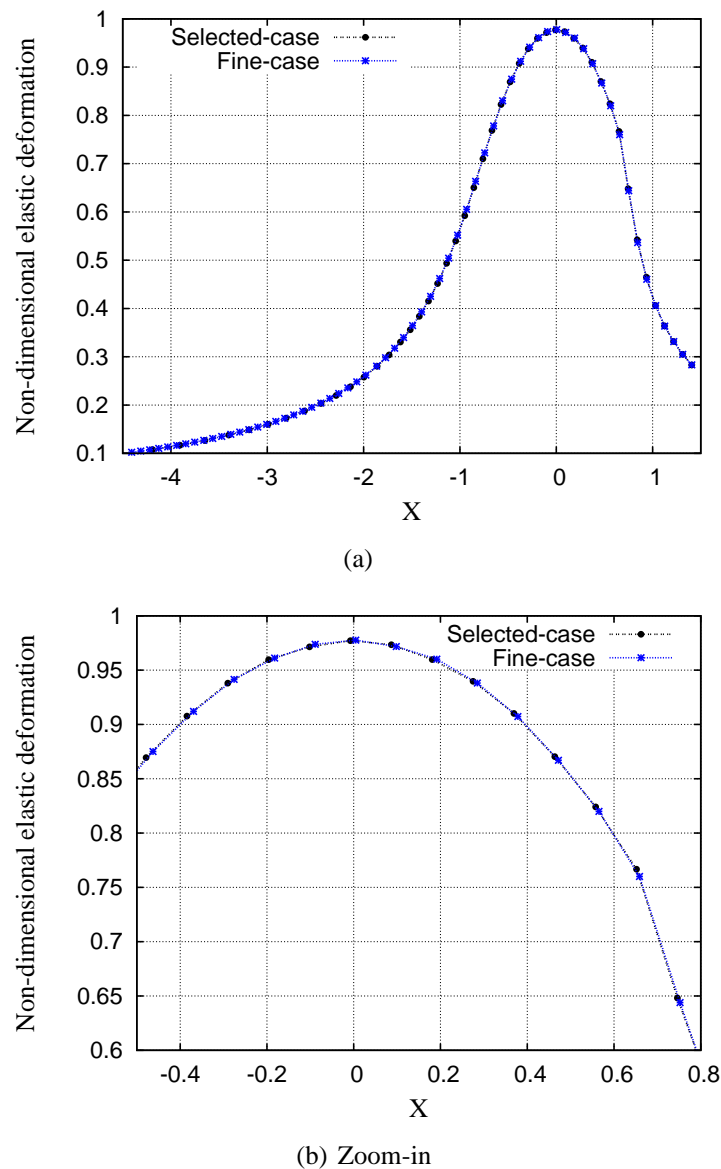 Non-dimensional elastic deformation
1
0.9
0.8
0.7
0.6
0.5
0.4
0.3
0.2
0.1
Selected-case
Fine-case
-4 -3 -2 -1 0 1
X
(a)
Non-dimensional elastic deformation
1
0.95
0.9
0.85
0.8
0.75
0.7
0.65
0.6
Selected-case
Fine-case
-0.4 -0.2 0 0.2 0.4 0.6 0.8
X
(b) Zoom-in